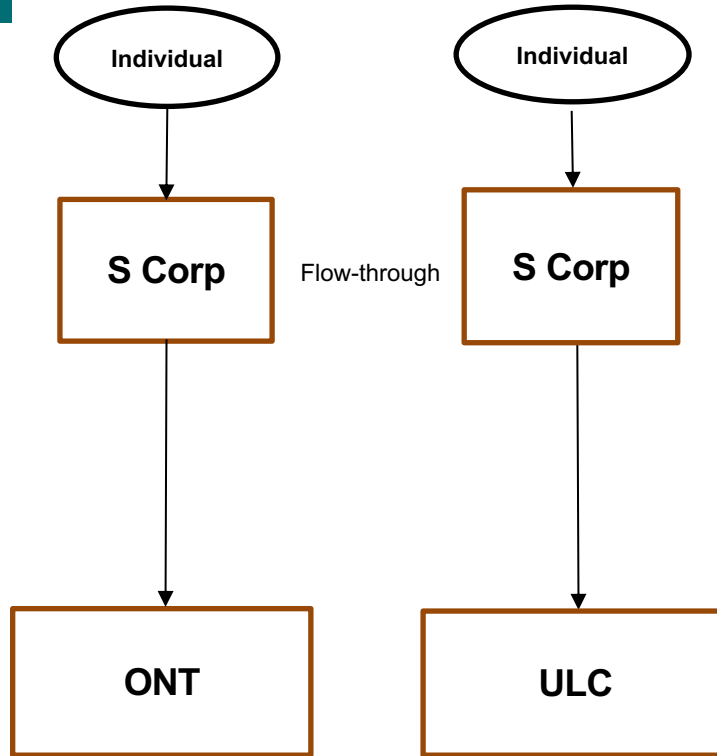 Individual
Individual
S Corp
Flow-through
S Corp
ONT
ULC